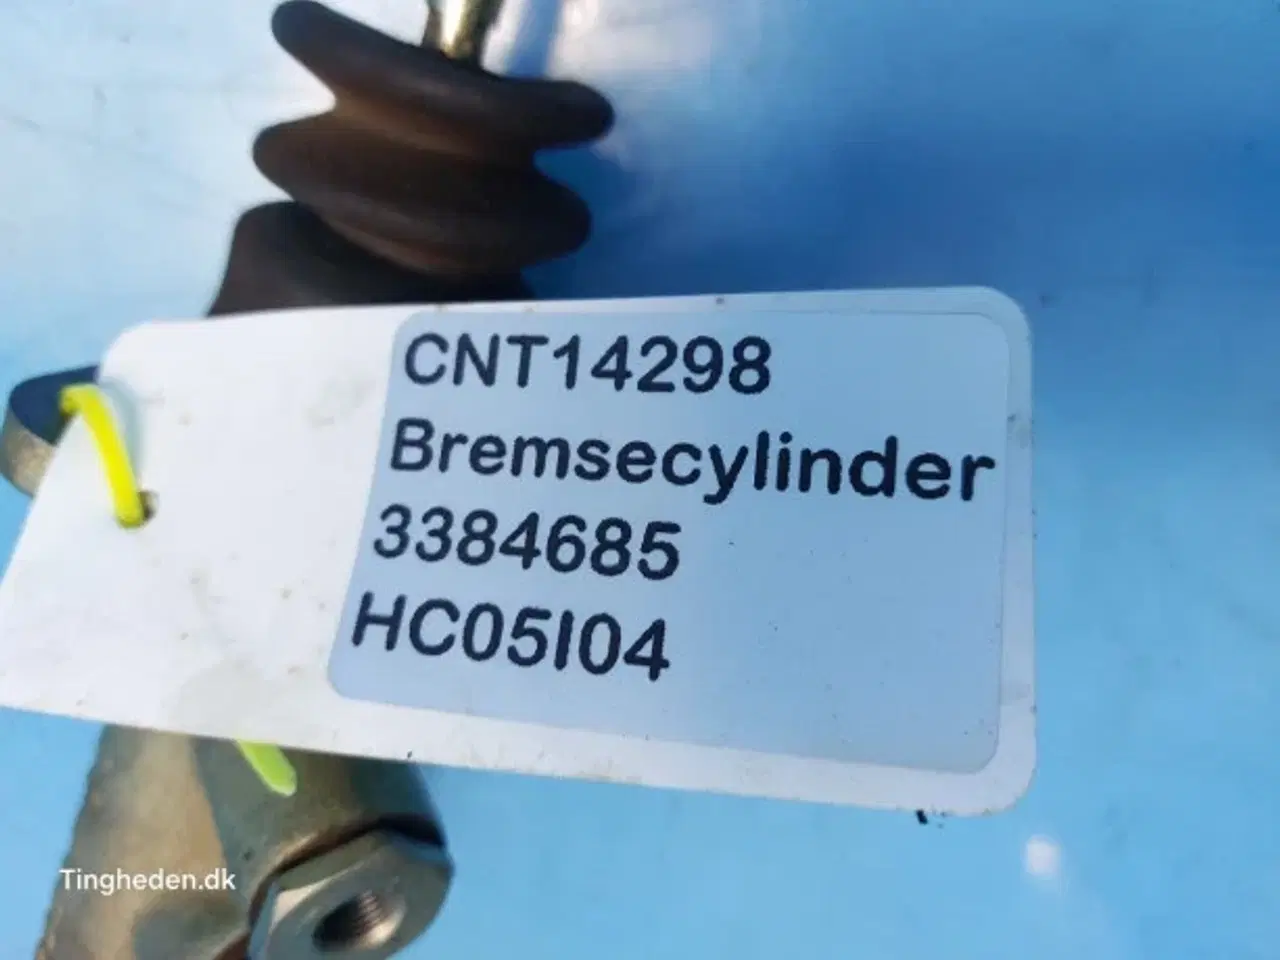 CNT14298
Bremsecylinder
3384685
HC05I04
Tingheden.dk